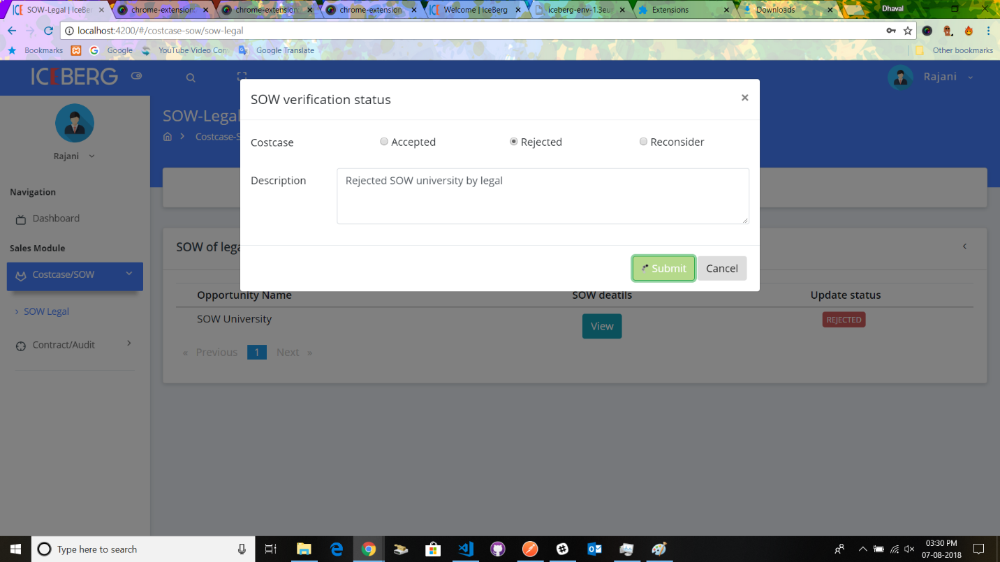 SOW-Legal | IceBer
chrome-extension:
chrome-extension
chrome-extension
Welcome | IceBerg
iceberg-env-1.3eur
Extensions
Downloads
Dhaval
localhost:4200/#/costcase-sow/sow-legal
Bookmarks
Google
YouTube Video Con
Google Translate
Other bookmarks
ICEBERG
Rajani
SOW verification status
×
Rajani
SOW-Legal
Costcase-S
Costcase
Accepted
Rejected
Reconsider
Description
Rejected SOW university by legal
Submit
Cancel
Navigation
Dashboard
Sales Module
Costcase/SOW
SOW Legal
Contract/Audit
SOW of lega
Opportunity Name
SOW deatils
Update status
SOW University
View
REJECTED
« Previous 1 Next »
Type here to search
03:30 PM
07-08-2018